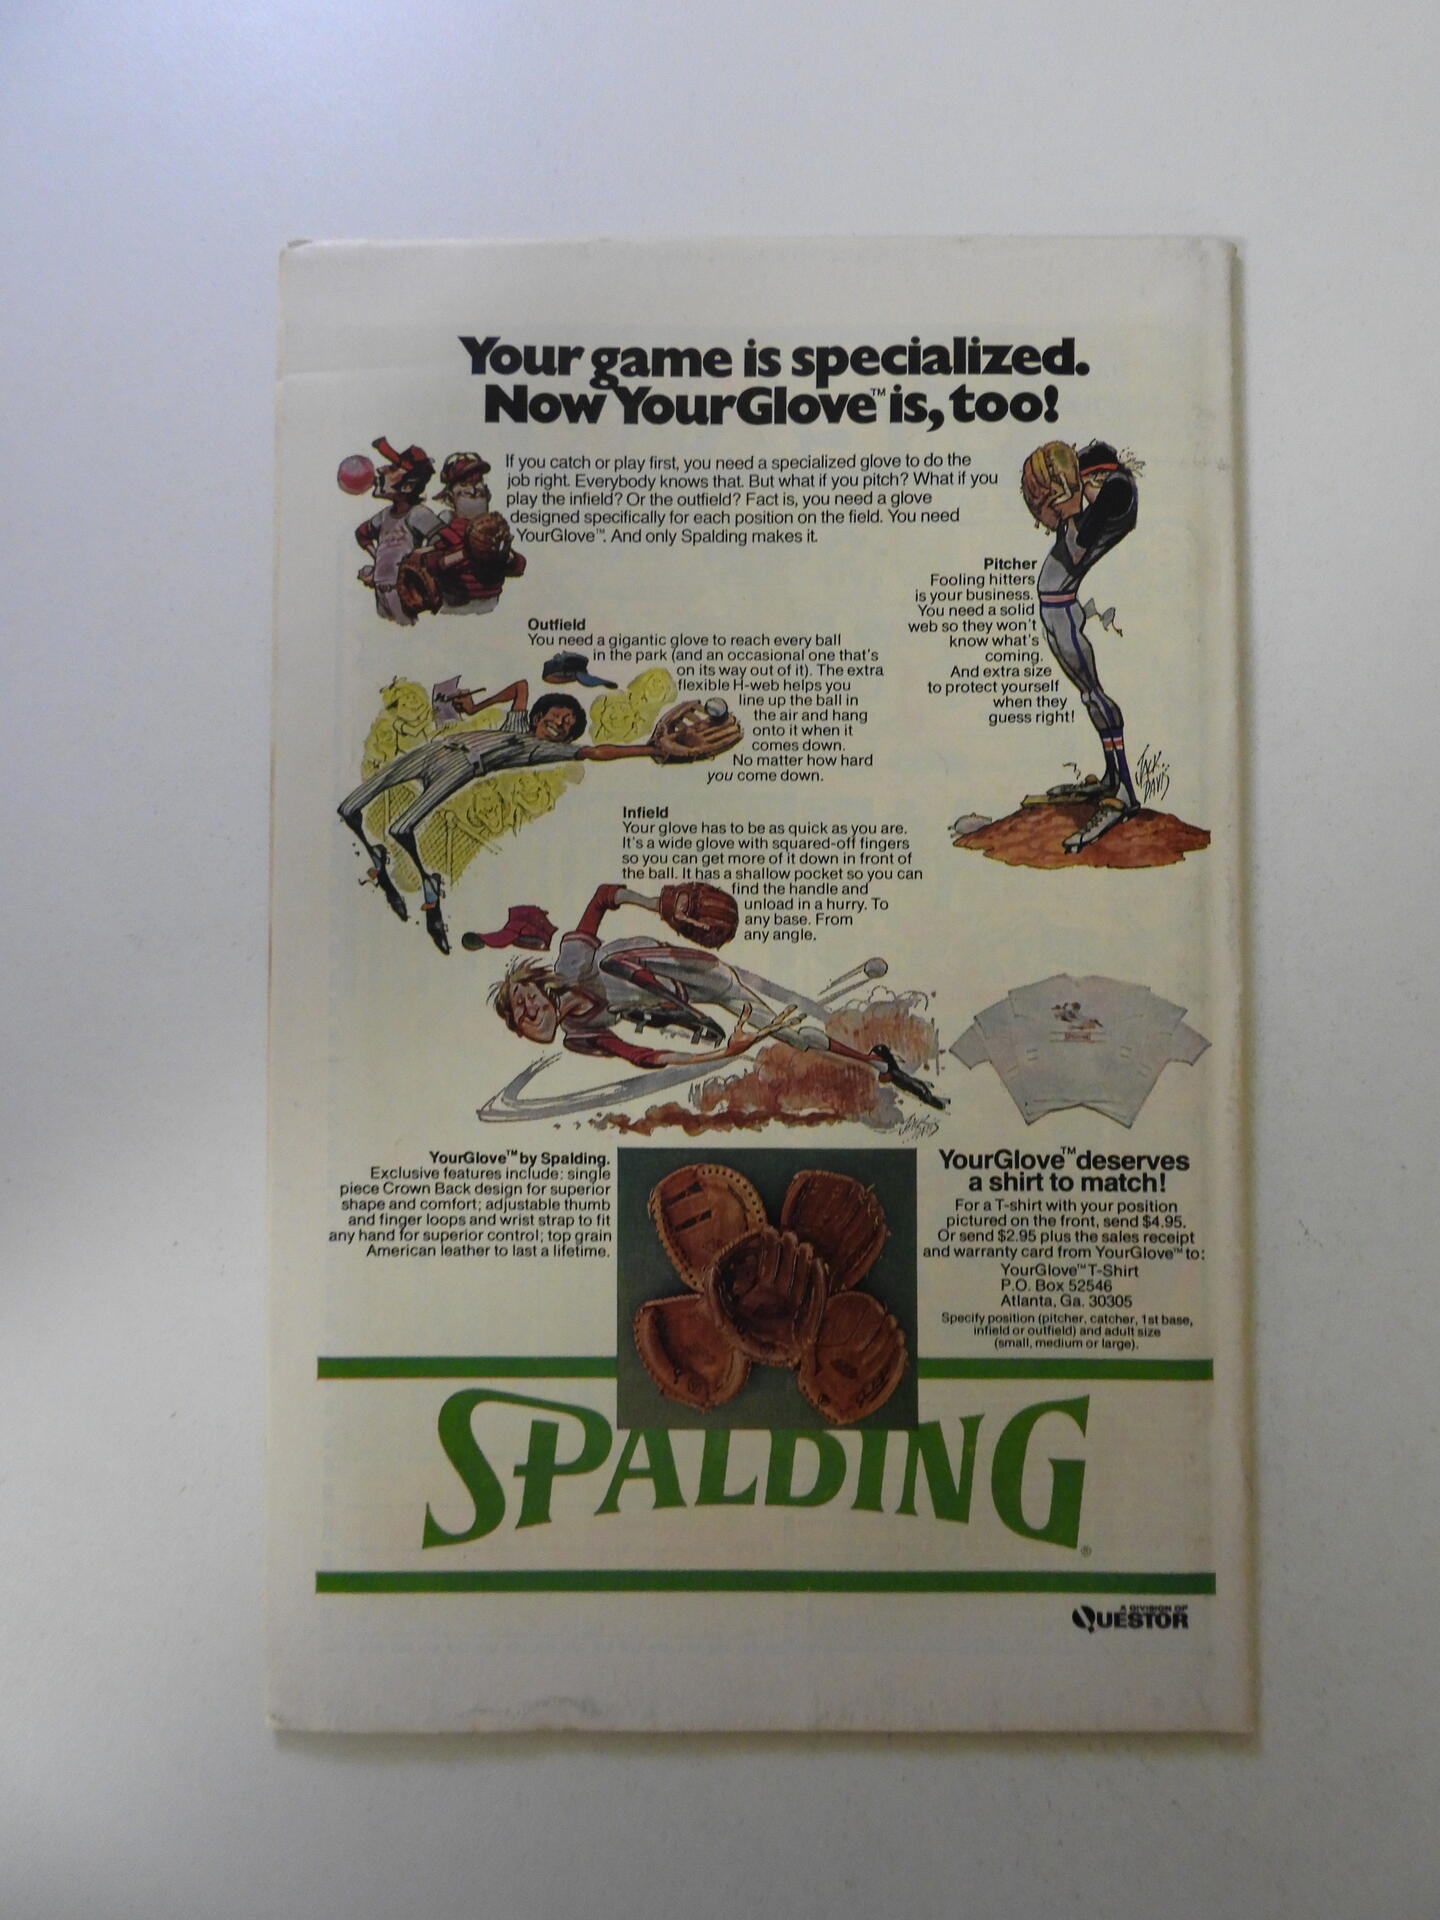 Your game is specialized.
Now YourGlove™ is, too!
If you catch or play first, you need a specialized glove to do the
job right. Everybody knows that. But what if you pitch? What if you
play the infield? Or the outfield? Fact is, you need a glove
designed specifically for each position on the field. You need
YourGlove™. And only Spalding makes it.
Pitcher
Fooling hitters
is your business.
You need a solid
web so they won't
know what's
coming.
And extra size
to protect yourself
when they
guess right!
JACK
DAVIS
Outfield
You need a gigantic glove to reach every ball
in the park (and an occasional one that's
on its way out of it). The extra
flexible H-web helps you
line up the ball in
the air and hang
onto it when it
comes down.
No matter how hard
you come down.
Infield
Your glove has to be as quick as you are.
It's a wide glove with squared-off fingers
so you can get more of it down in front of
the ball. It has a shallow pocket so you can
find the handle and
unload in a hurry. To
any base. From
any angle.
JACK DAVIS
YourGlove™ by Spalding.
Exclusive features include: single
piece Crown Back design for superior
shape and comfort; adjustable thumb
and finger loops and wrist strap to fit
any hand for superior control; top grain
American leather to last a lifetime.
YourGlove™ deserves
a shirt to match!
For a T-shirt with your position
pictured on the front, send $4.95.
Or send $2.95 plus the sales receipt
and warranty card from YourGlove™ to:
YourGlove™ T-Shirt
P.O. Box 52546
Atlanta, Ga. 30305
Specify position (pitcher, catcher, 1st base,
infield or outfield) and adult size
(small, medium or large).
SPALDING®
A DIVISION OF
QUESTOR